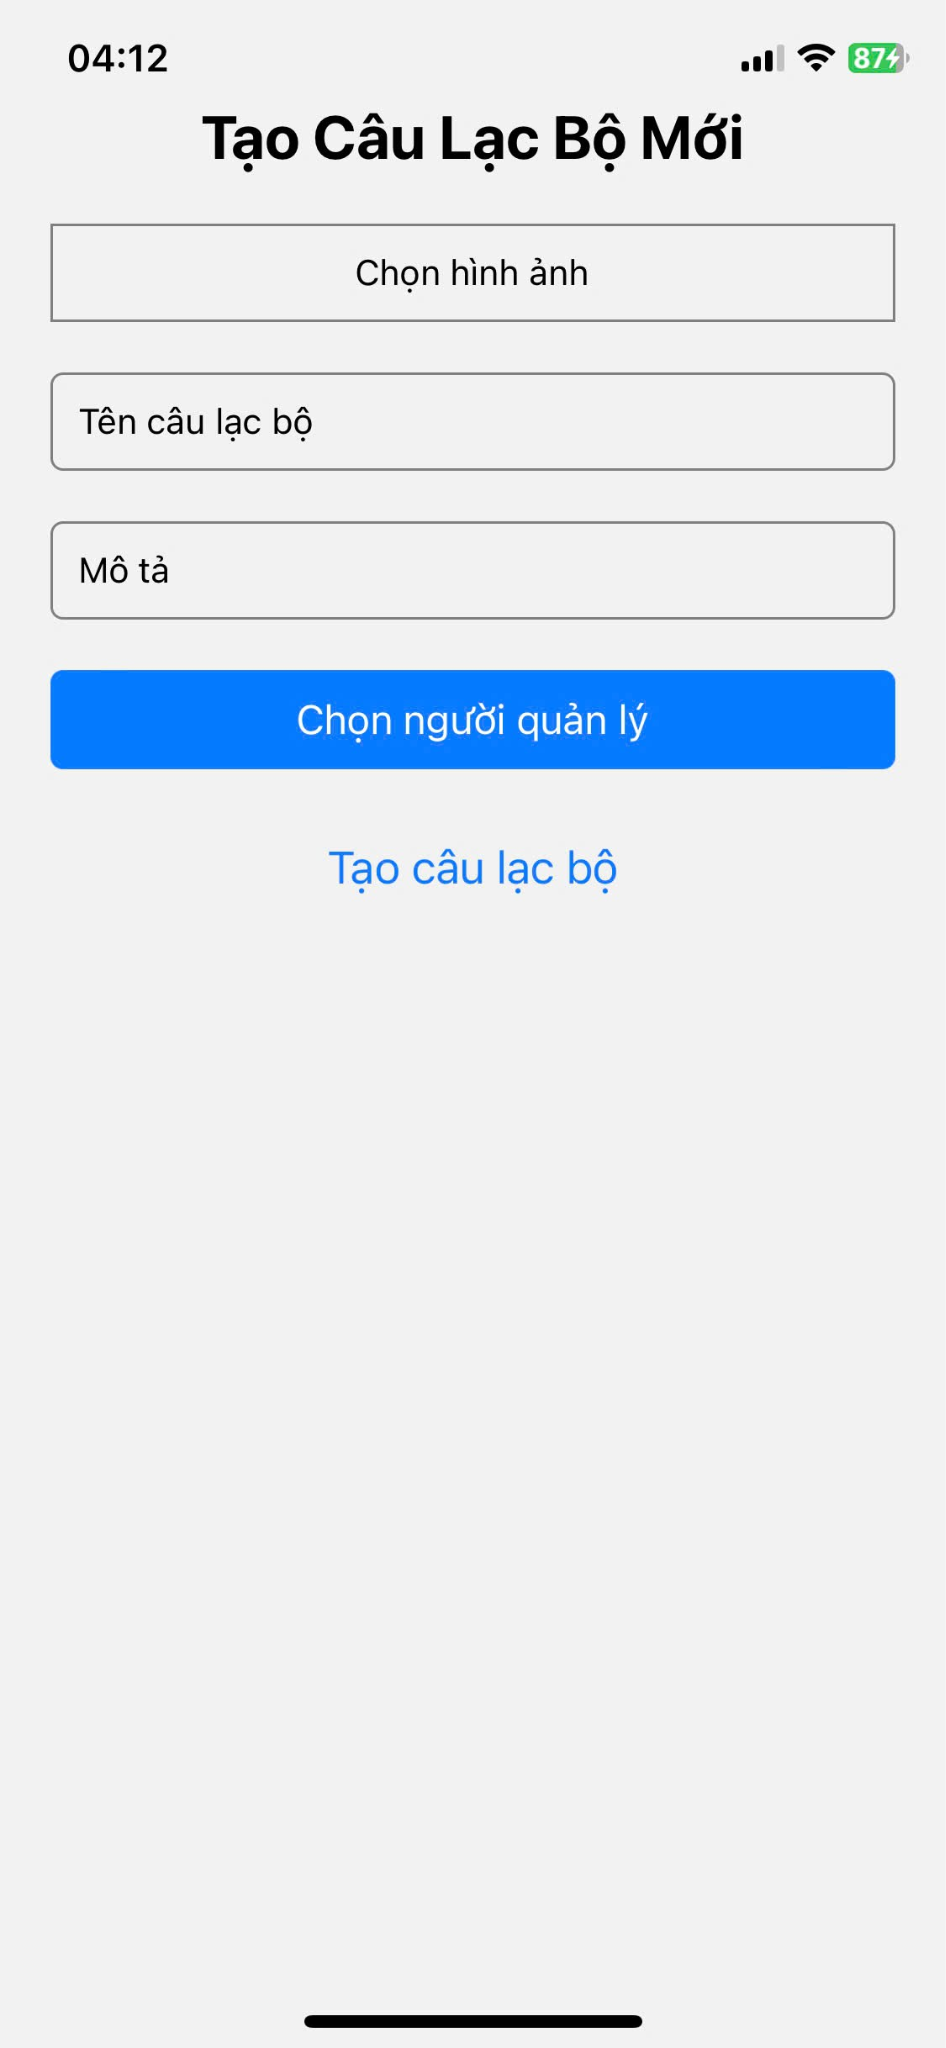 04:12
87
Tạo Câu Lạc Bộ Mới
Chọn hình ảnh
Tên câu lạc bộ
Mô tả
Chọn người quản lý
Tạo câu lạc bộ